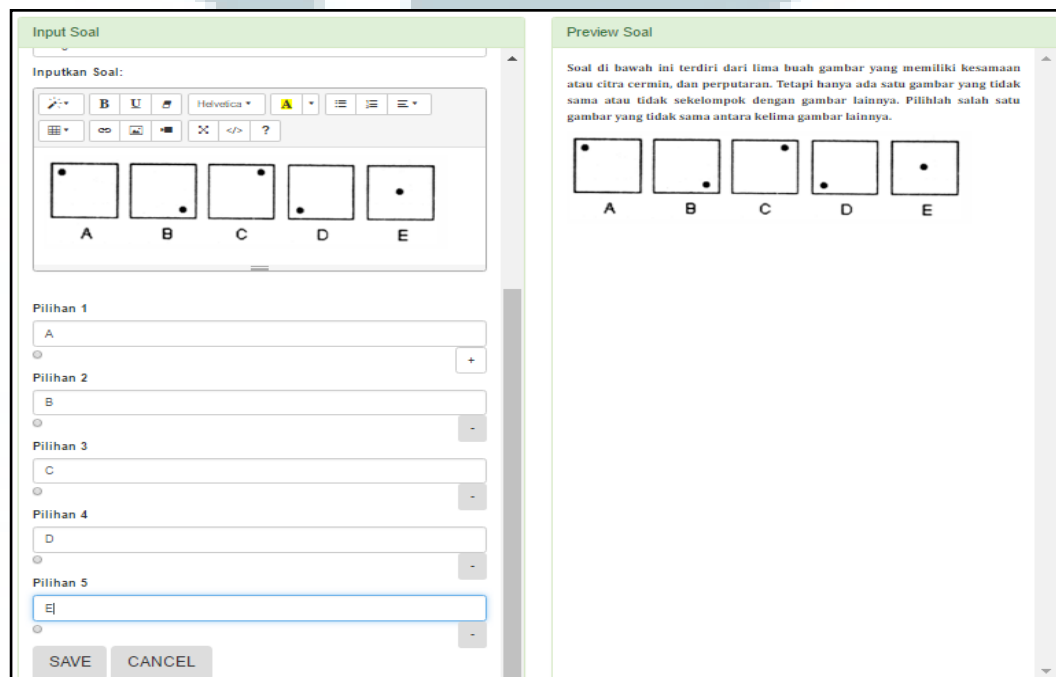 Input Soal
Inputkan Soal:
B U Helvetica A
</> ?
A B C D E
Pilihan 1
A
+
Pilihan 2
B
-
Pilihan 3
C
-
Pilihan 4
D
-
Pilihan 5
E
-
SAVE CANCEL
Preview Soal
Soal di bawah ini terdiri dari lima buah gambar yang memiliki kesamaan
atau citra cermin, dan perputaran. Tetapi hanya ada satu gambar yang tidak
sama atau tidak sekelompok dengan gambar lainnya. Pilihlah salah satu
gambar yang tidak sama antara kelima gambar lainnya.
A B C D E